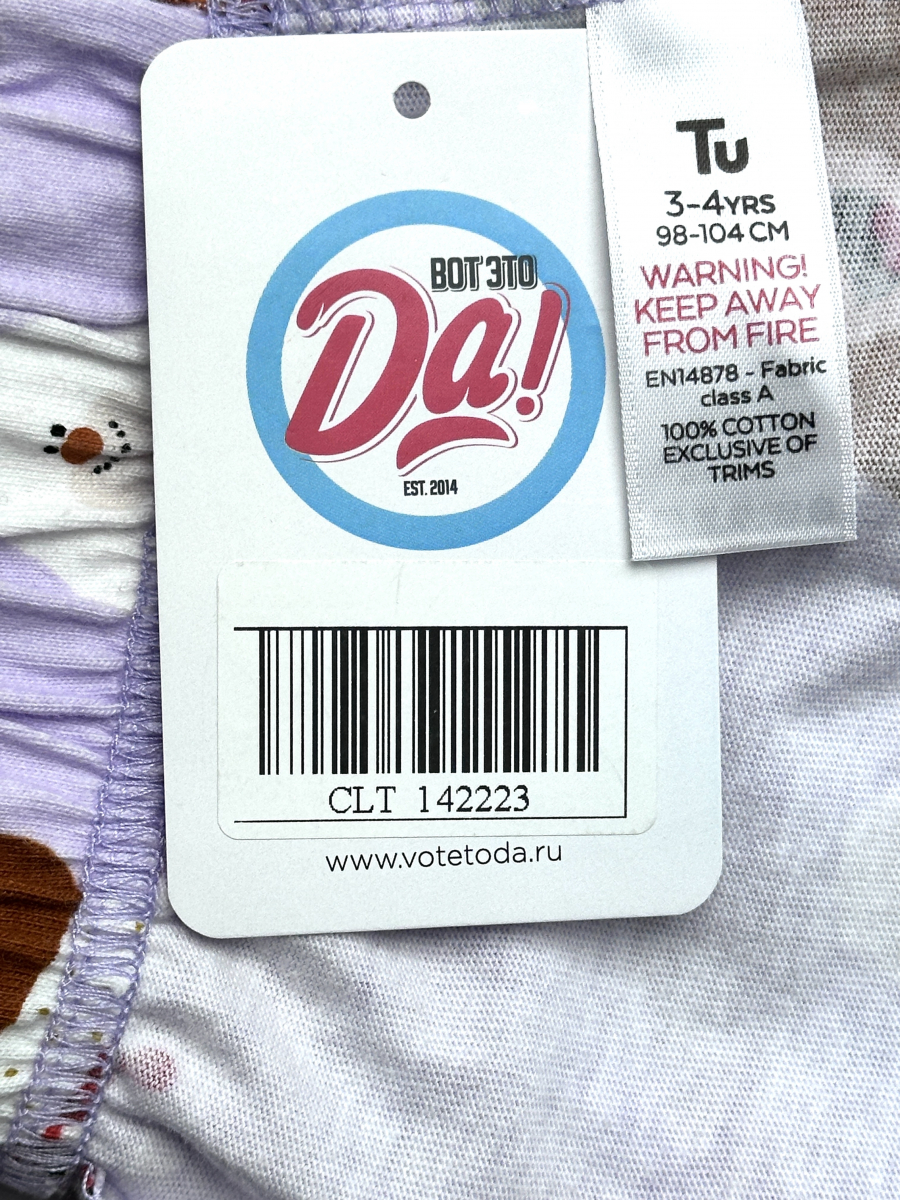 ВОТ ЭТО
Да!
EST. 2014
CLT 142223
www.votetoda.ru
Tu
3-4YRS
98-104 CM
WARNING!
KEEP AWAY
FROM FIRE
EN14878 - Fabric
class A
100% COTTON
EXCLUSIVE OF
TRIMS